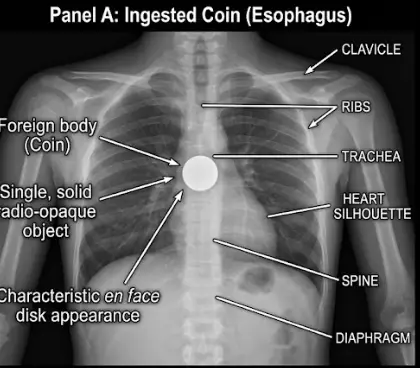 Panel A: Ingested Coin (Esophagus)
CLAVICLE
RIBS
Foreign body
(Coin)
TRACHEA
Single, solid
radio-opaque
object
HEART
SILHOUETTE
SPINE
Characteristic en face
disk appearance
DIAPHRAGM